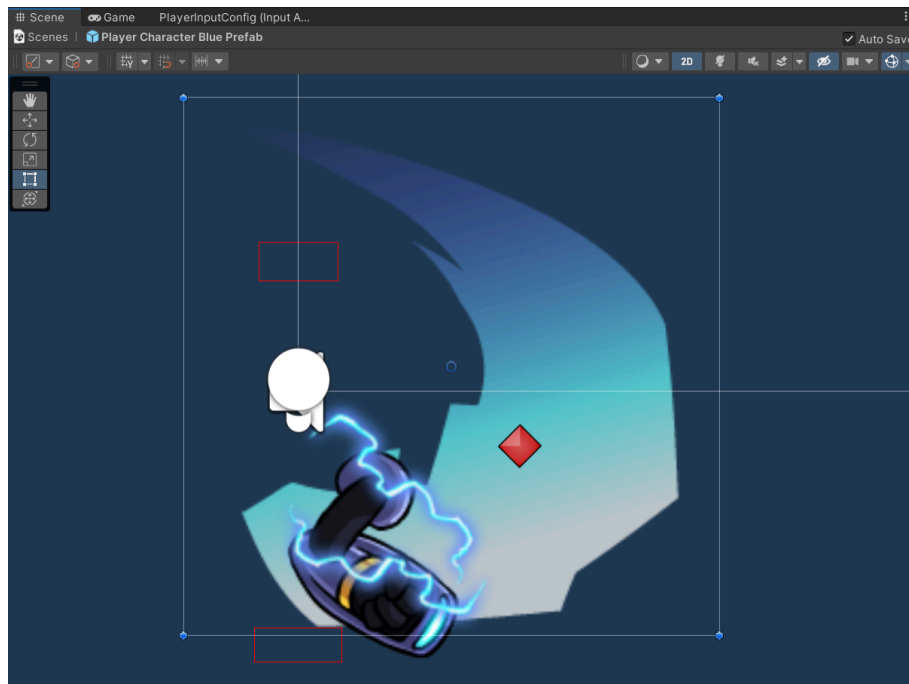 Scene Game PlayerInputConfig (Input A...
Scenes | Player Character Blue Prefab
Auto Save
2D